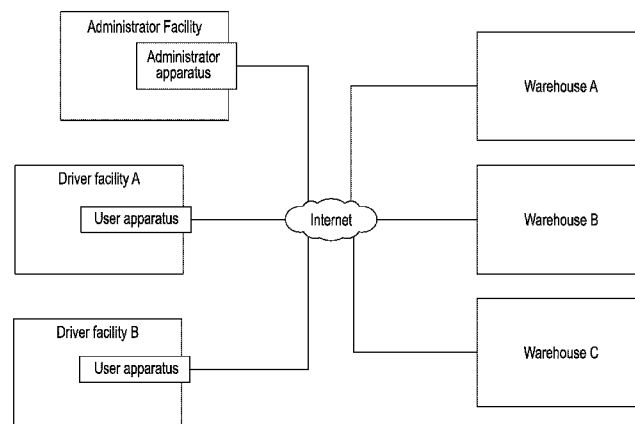 Administrator Facility
Administrator
apparatus
Driver facility A
User apparatus
Driver facility B
User apparatus
Internet
Warehouse A
Warehouse B
Warehouse C